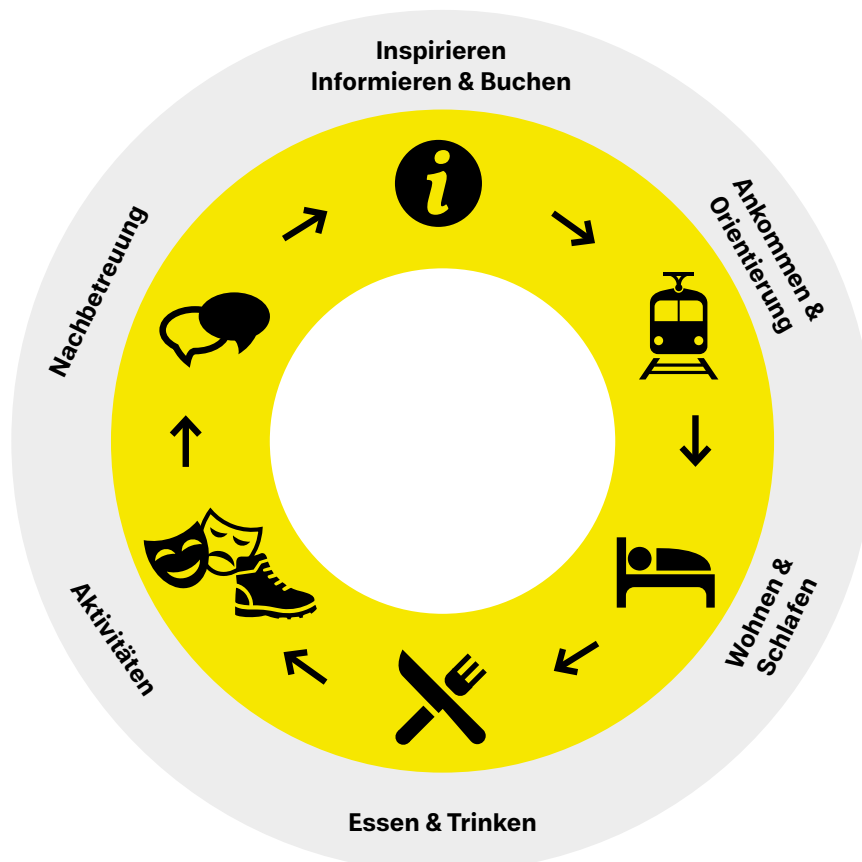 Inspirieren
Informieren & Buchen
Ankommen &
Orientierung
Wohnen &
Schlafen
Essen & Trinken
Aktivitäten
Nachbetreuung